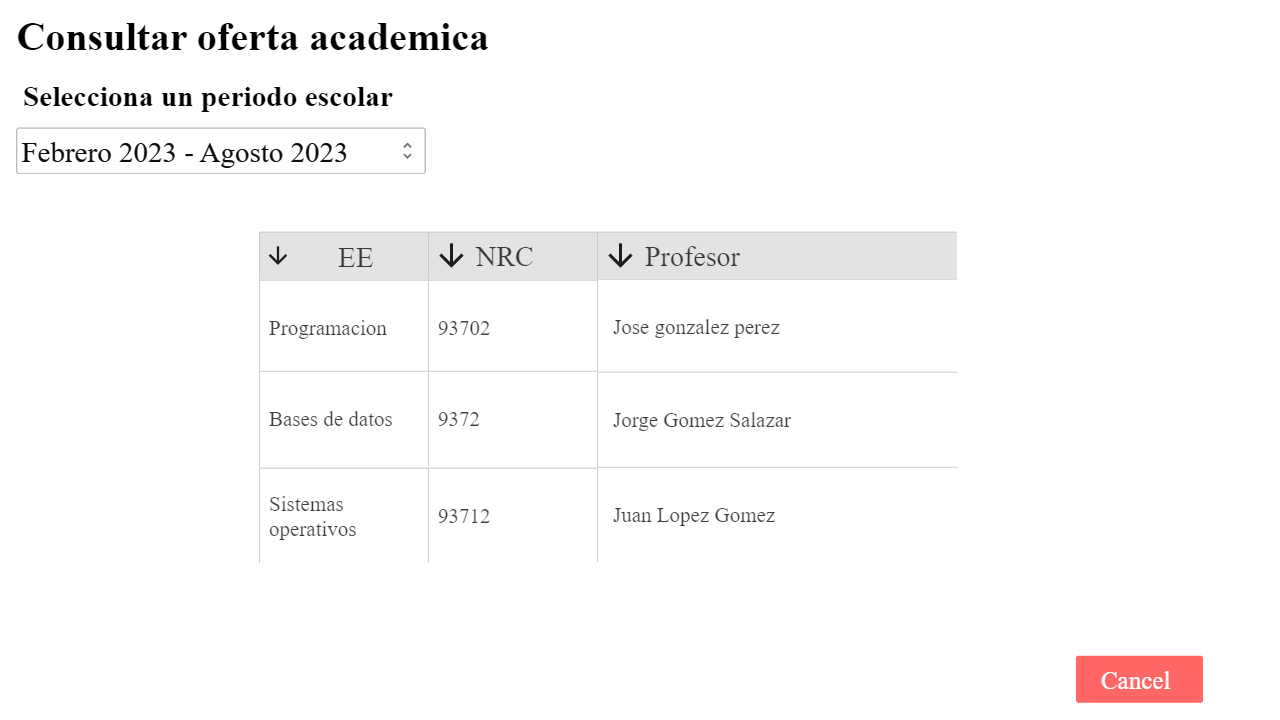 Consultar oferta academica
Selecciona un periodo escolar
Febrero 2023 - Agosto 2023
EE NRC Profesor
Programacion 93702 Jose gonzalez perez
Bases de datos 9372 Jorge Gomez Salazar
Sistemas
operativos 93712 Juan Lopez Gomez
Cancel